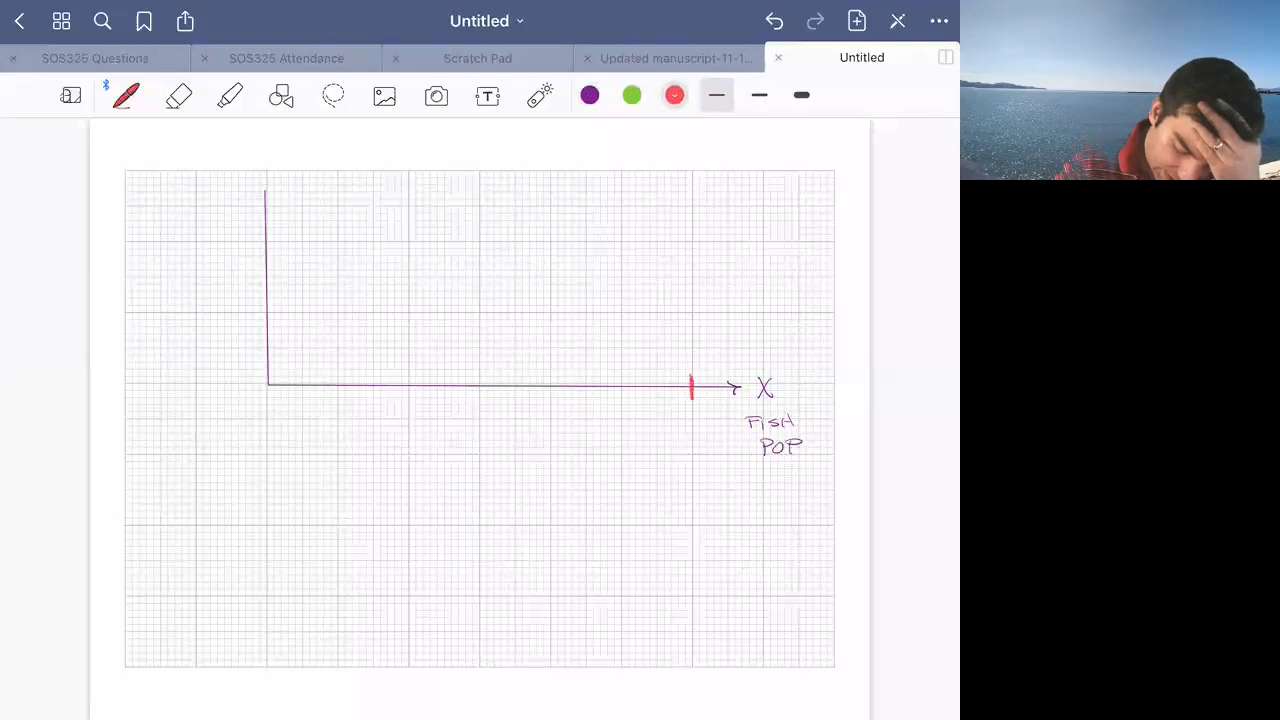 Untitled
SOS325 Questions
SOS325 Attendance
Scratch Pad
Updated manuscript-11-1...
Untitled
X
FISH
POP